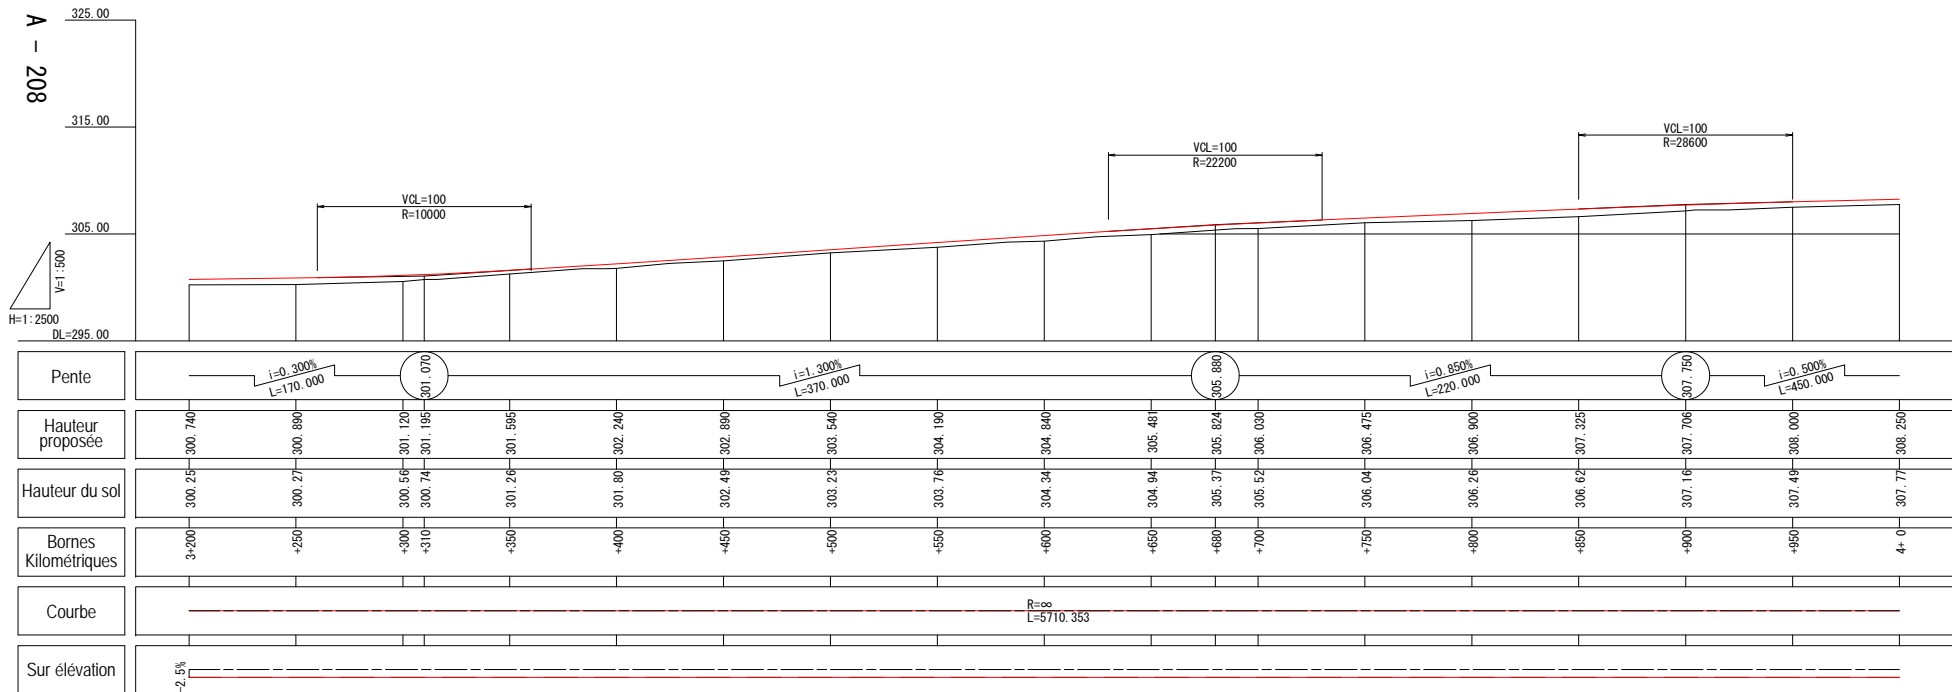 A - 208
325.00
315.00
305.00
DL=295.00
V=1:500
H=1:2500
VCL=100
R=10000
VCL=100
R=22200
VCL=100
R=28600
Pente
i=0.300%
L=170.000
301.070
i=1.300%
L=370.000
305.880
i=0.850%
L=220.000
307.750
i=0.500%
L=450.000
Hauteur
proposée
300.740 300.890 301.120 301.195 301.595 302.240 302.890 303.540 304.190 304.840 305.481 305.824 306.030 306.475 306.900 307.325 307.706 308.000 308.250
Hauteur du sol
300.25 300.27 300.56 300.74 301.26 301.80 302.49 303.23 303.76 304.34 304.94 305.37 305.52 306.04 306.26 306.62 307.16 307.49 307.77
Bornes
Kilométriques
3+200 +250 +300 +310 +350 +400 +450 +500 +550 +600 +650 +680 +700 +750 +800 +850 +900 +950 4+ 0
Courbe
R=∞
L=5710.353
Sur élévation
-2.5%